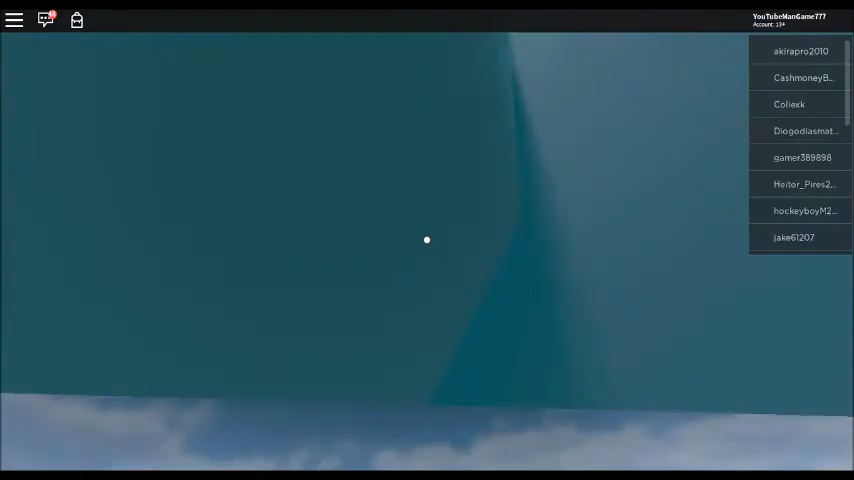 YouTubeManGame777
Account: 13+
akirapro2010
CashmoneyB...
Coliexk
Diogodiasmat...
gamer389898
Heitor_Pires2...
hockeyboyM2...
jake61207